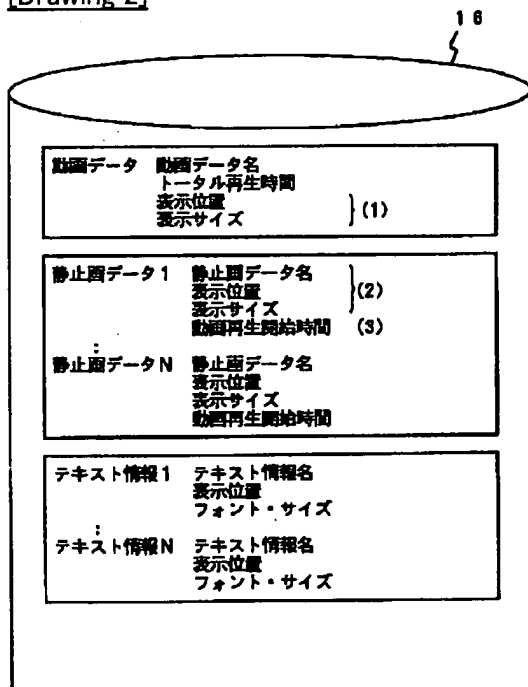 [Drawing 2]
16
動画データ 動画データ名
トータル再生時間
表示位置
表示サイズ (1)
静止画データ1 静止画データ名
表示位置 (2)
表示サイズ
動画再生開始時間 (3)
:
静止画データN 静止画データ名
表示位置
表示サイズ
動画再生開始時間
テキスト情報1 テキスト情報名
表示位置
フォント・サイズ
:
テキスト情報N テキスト情報名
表示位置
フォント・サイズ